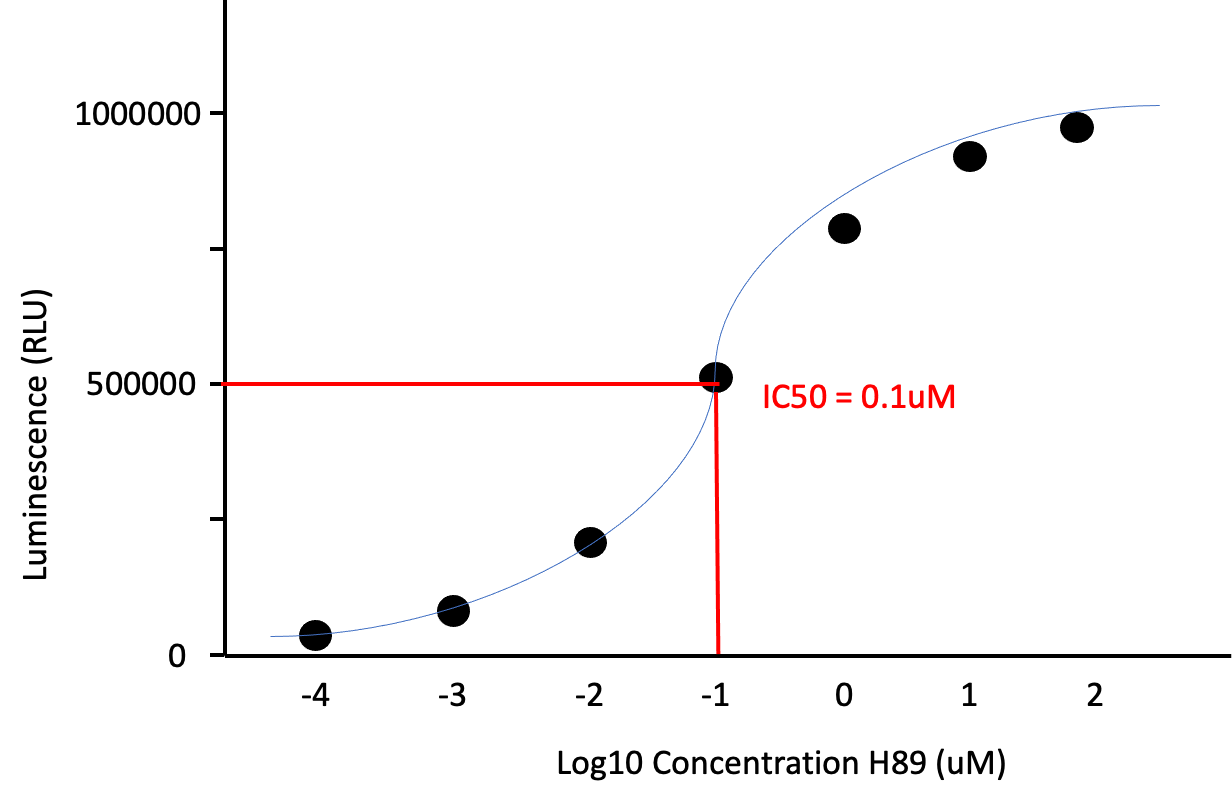 1000000
500000
0
Luminescence (RLU)
IC50 = 0.1uM
-4 -3 -2 -1 0 1 2
Log10 Concentration H89 (uM)